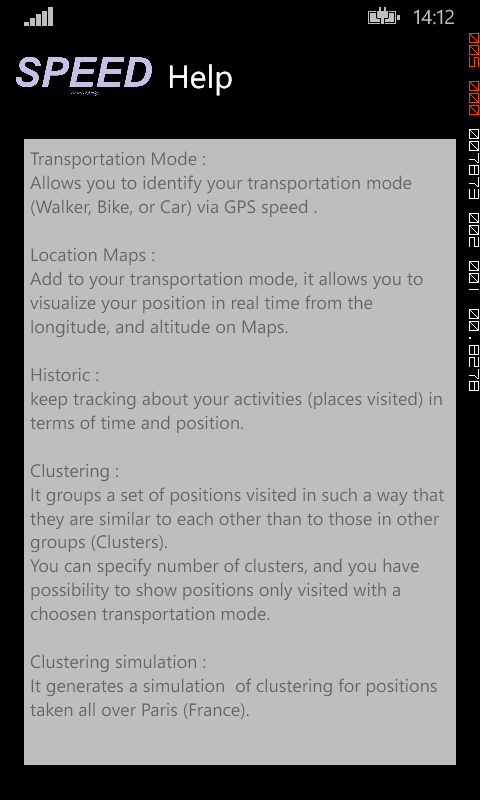 14:12
SPEED Help
Transportation Mode :
Allows you to identify your transportation mode
(Walker, Bike, or Car) via GPS speed .
Location Maps :
Add to your transportation mode, it allows you to
visualize your position in real time from the
longitude, and altitude on Maps.
Historic :
keep tracking about your activities (places visited) in
terms of time and position.
Clustering :
It groups a set of positions visited in such a way that
they are similar to each other than to those in other
groups (Clusters).
You can specify number of clusters, and you have
possibility to show positions only visited with a
choosen transportation mode.
Clustering simulation :
It generates a simulation  of clustering for positions
taken all over Paris (France).
005 000 007873 002 001 00.8278